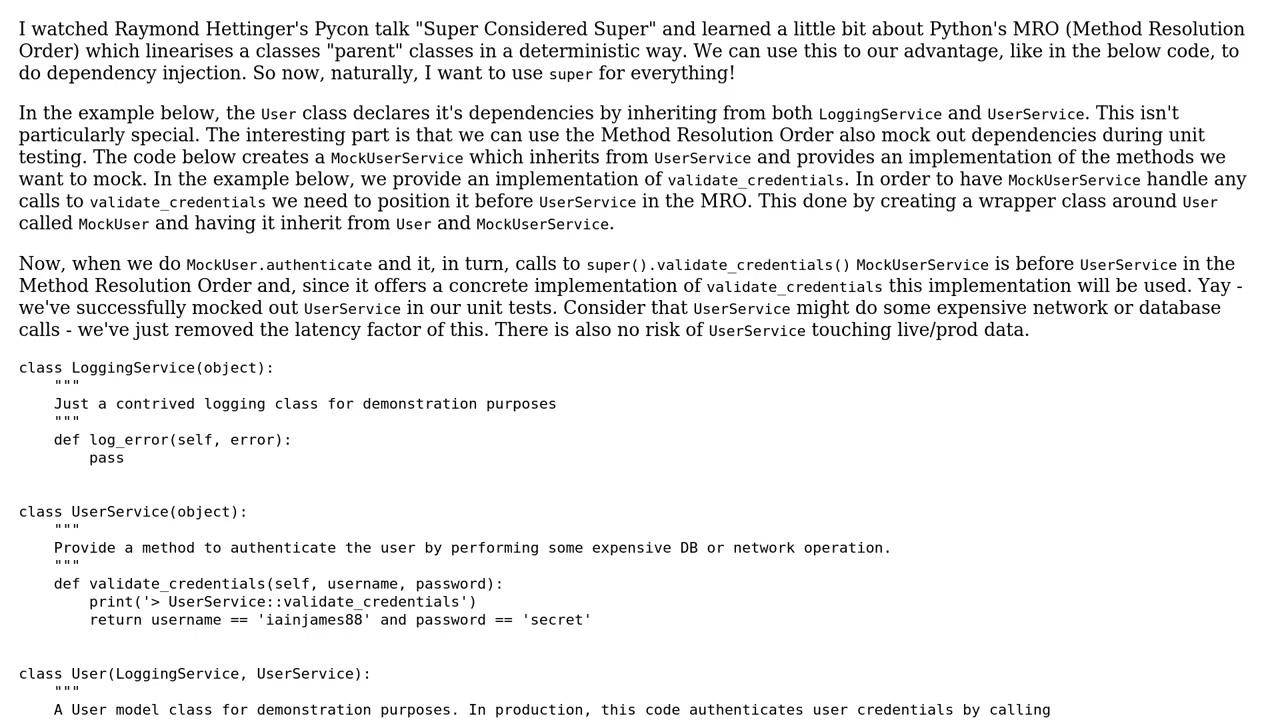 I watched Raymond Hettinger's Pycon talk "Super Considered Super" and learned a little bit about Python's MRO (Method Resolution
Order) which linearises a classes "parent" classes in a deterministic way. We can use this to our advantage, like in the below code, to
do dependency injection. So now, naturally, I want to use super for everything!
In the example below, the User class declares it's dependencies by inheriting from both LoggingService and UserService. This isn't
particularly special. The interesting part is that we can use the Method Resolution Order also mock out dependencies during unit
testing. The code below creates a MockUserService which inherits from UserService and provides an implementation of the methods we
want to mock. In the example below, we provide an implementation of validate_credentials. In order to have MockUserService handle any
calls to validate_credentials we need to position it before UserService in the MRO. This done by creating a wrapper class around User
called MockUser and having it inherit from User and MockUserService.
Now, when we do MockUser.authenticate and it, in turn, calls to super().validate_credentials() MockUserService is before UserService in the
Method Resolution Order and, since it offers a concrete implementation of validate_credentials this implementation will be used. Yay -
we've successfully mocked out UserService in our unit tests. Consider that UserService might do some expensive network or database
calls - we've just removed the latency factor of this. There is also no risk of UserService touching live/prod data.
class LoggingService(object):
    """
    Just a contrived logging class for demonstration purposes
    """
    def log_error(self, error):
        pass
class UserService(object):
    """
    Provide a method to authenticate the user by performing some expensive DB or network operation.
    """
    def validate_credentials(self, username, password):
        print('> UserService::validate_credentials')
        return username == 'iainjames88' and password == 'secret'
class User(LoggingService, UserService):
    """
    A User model class for demonstration purposes. In production, this code authenticates user credentials by calling